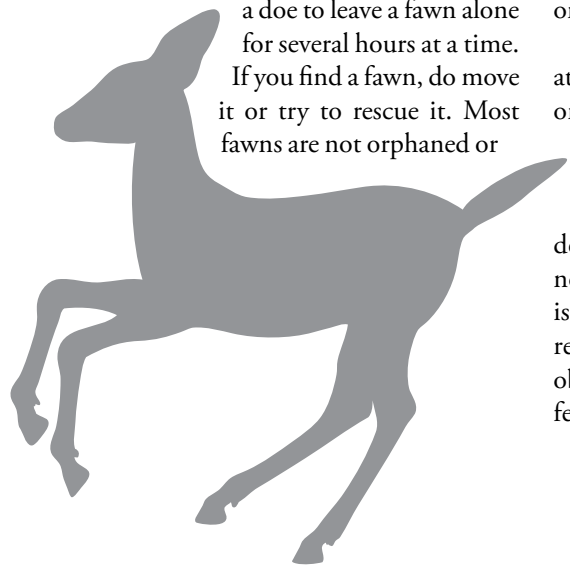 a doe to leave a fawn alone
for several hours at a time.
If you find a fawn, do move
it or try to rescue it. Most
fawns are not orphaned or